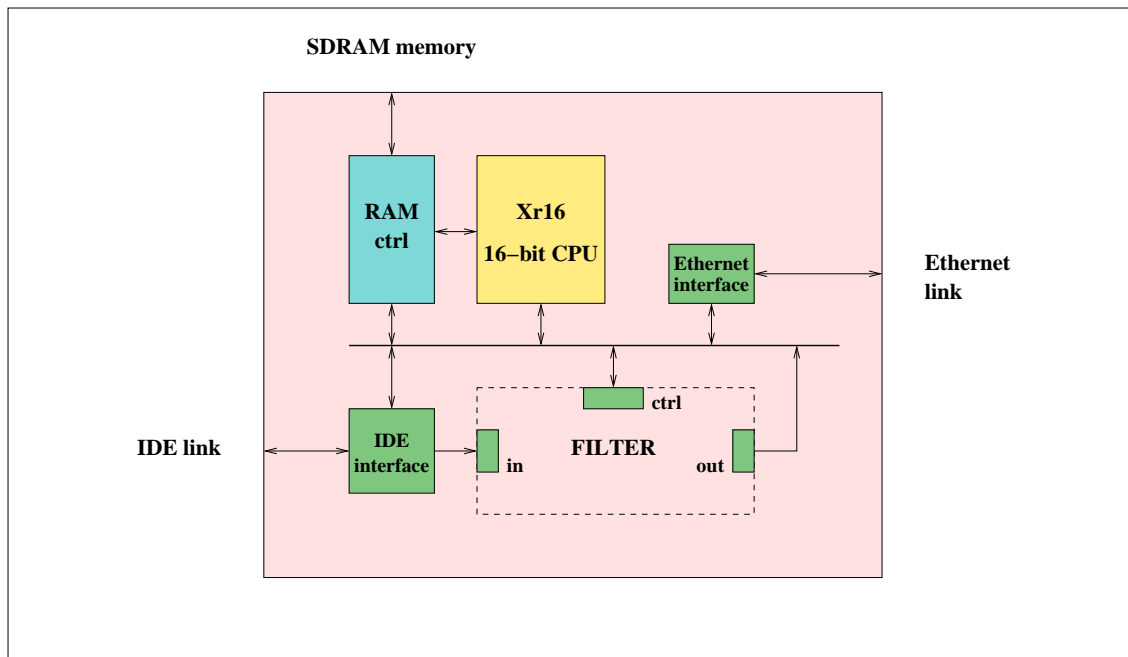 SDRAM memory
RAM
ctrl
Xr16
16−bit CPU
Ethernet
interface
Ethernet
link
ctrl
IDE link
IDE
interface
in
FILTER
out